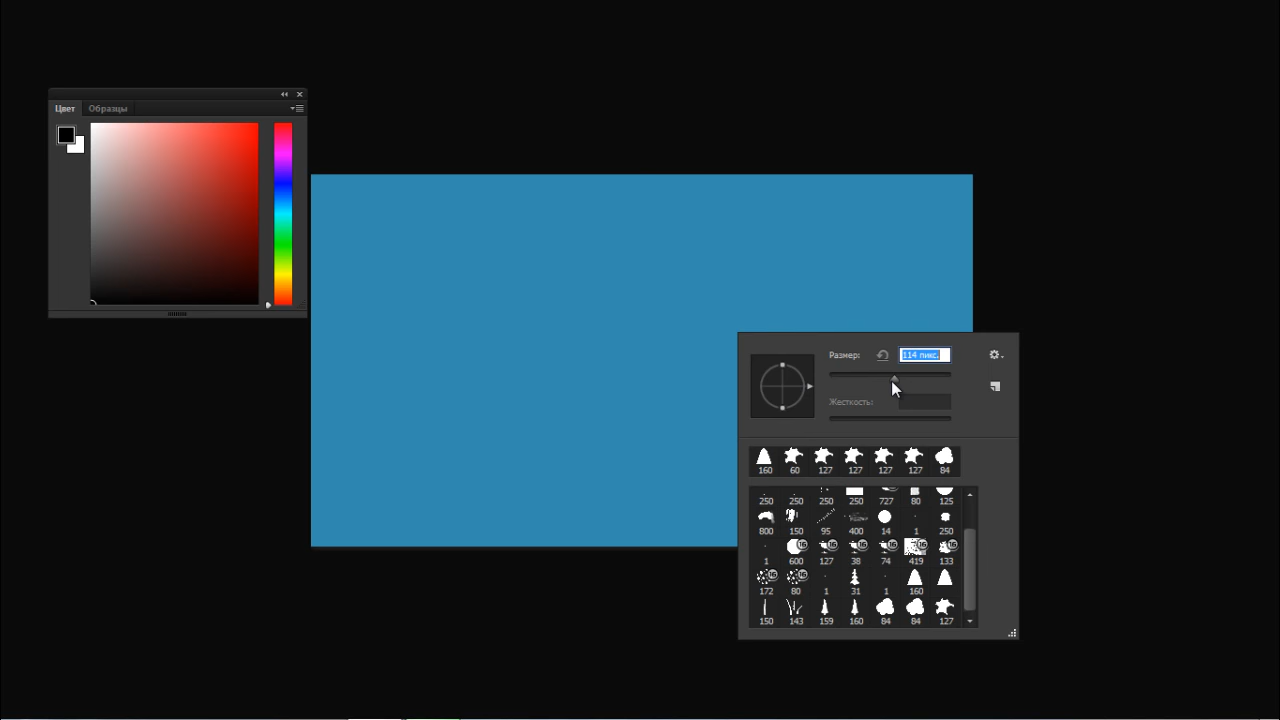 Цвет Образцы
Размер: 114 пикс.
Жесткость:
160 60 127 127 127 127 84
250 250 250 250 727 80 125
800 150 95 400 14 1 250
1 600 127 38 74 419 133
172 80 1 31 1 160
150 143 159 160 84 84 127